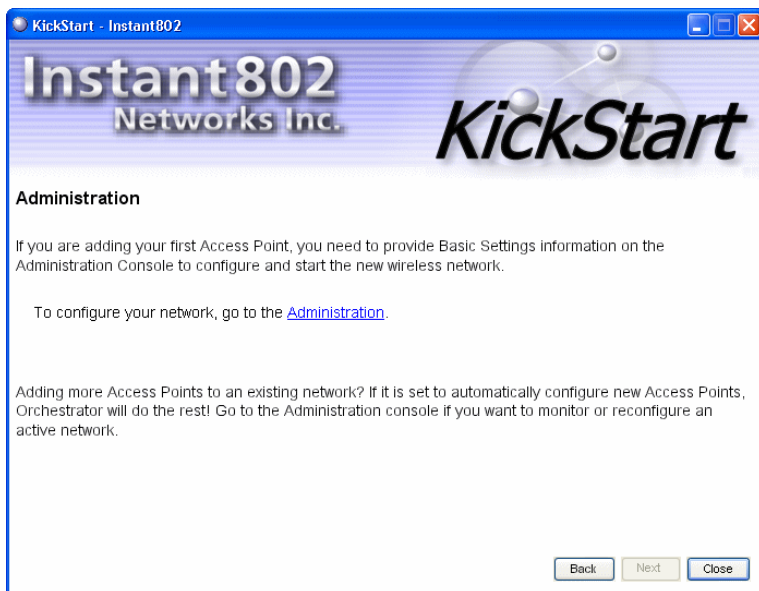 KickStart - Instant802
Instant802
Networks Inc.
KickStart
Administration
If you are adding your first Access Point, you need to provide Basic Settings information on the
Administration Console to configure and start the new wireless network.
To configure your network, go to the Administration.
Adding more Access Points to an existing network? If it is set to automatically configure new Access Points,
Orchestrator will do the rest! Go to the Administration console if you want to monitor or reconfigure an
active network.
Back Next Close